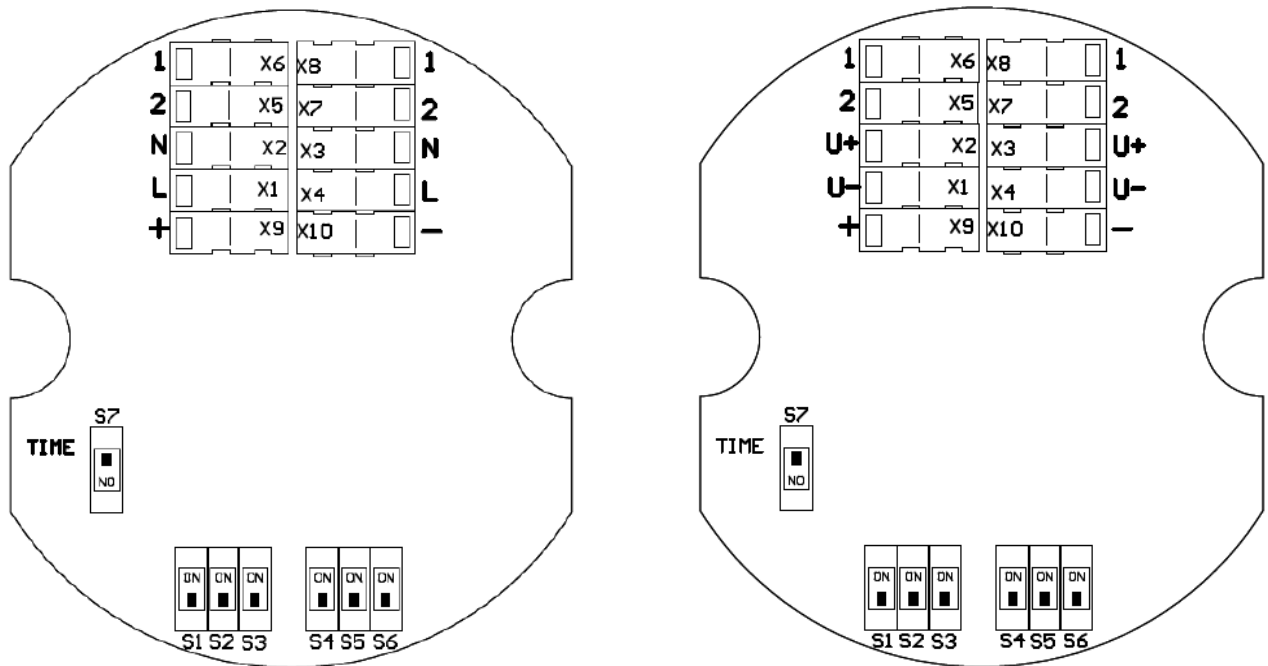 1 X6 X8 1
2 X5 X7 2
N X2 X3 N
L X1 X4 L
+ X9 X10 -
S7
TIME
NO
ON ON ON ON ON ON
S1 S2 S3 S4 S5 S6
1 X6 X8 1
2 X5 X7 2
U+ X2 X3 U+
U- X1 X4 U-
+ X9 X10 -
S7
TIME
NO
ON ON ON ON ON ON
S1 S2 S3 S4 S5 S6